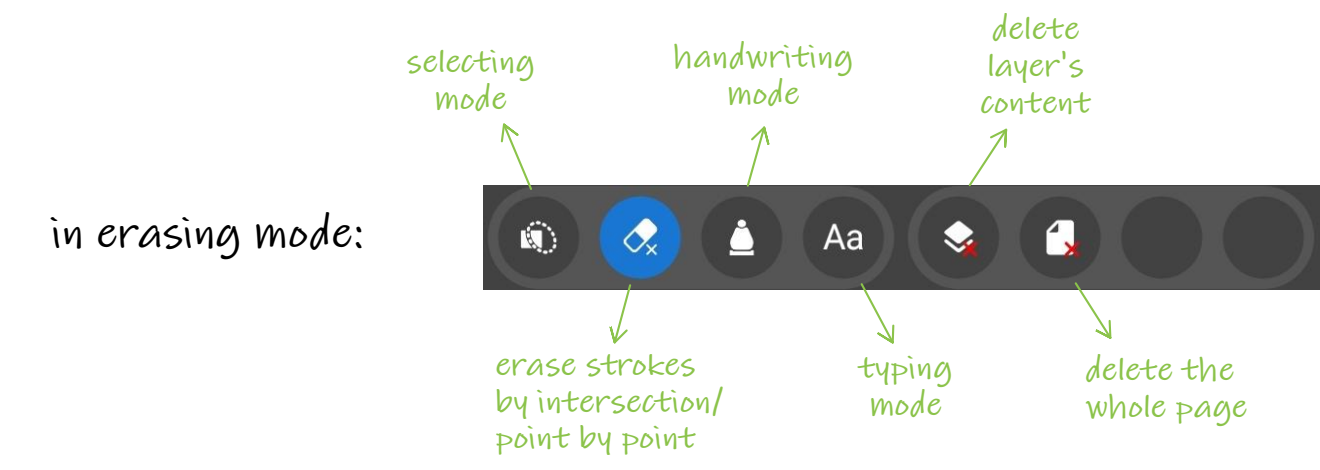 selecting
mode
handwriting
mode
delete
layer's
content
in erasing mode:
Aa
erase strokes
by intersection/
point by point
typing
mode
delete the
whole page